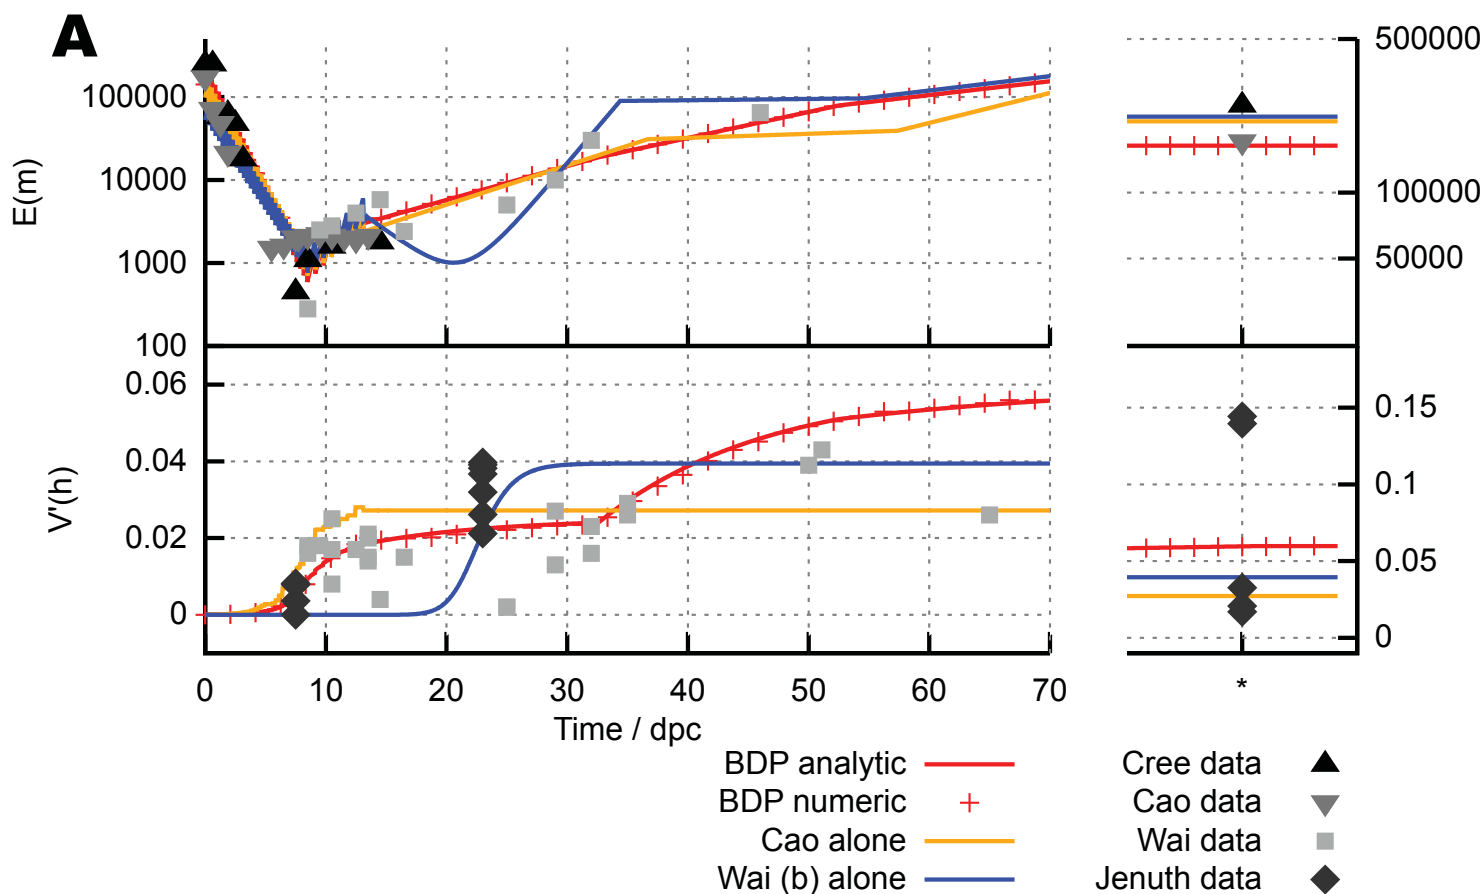 A
E(m)
100000
10000
1000
100
500000
100000
50000
V'(h)
0.06
0.04
0.02
0
0.15
0.1
0.05
0
0 10 20 30 40 50 60 70 *
Time / dpc
BDP analytic Cree data
BDP numeric Cao data
Cao alone Wai data
Wai (b) alone Jenuth data